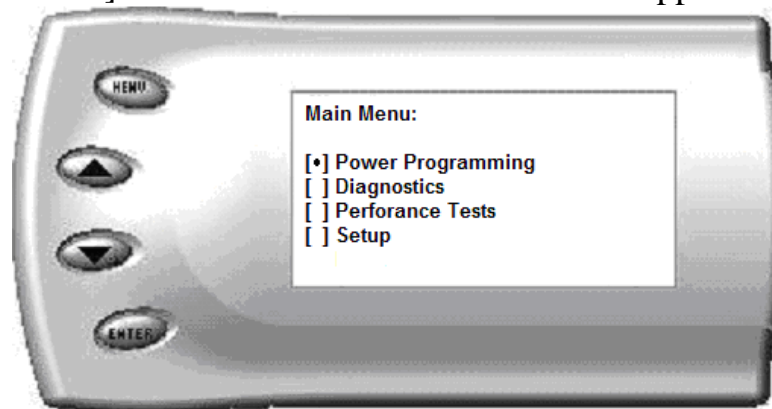 ]
MENU
Main Menu:
[•] Power Programming
[ ] Diagnostics
[ ] Perforance Tests
[ ] Setup
ENTER